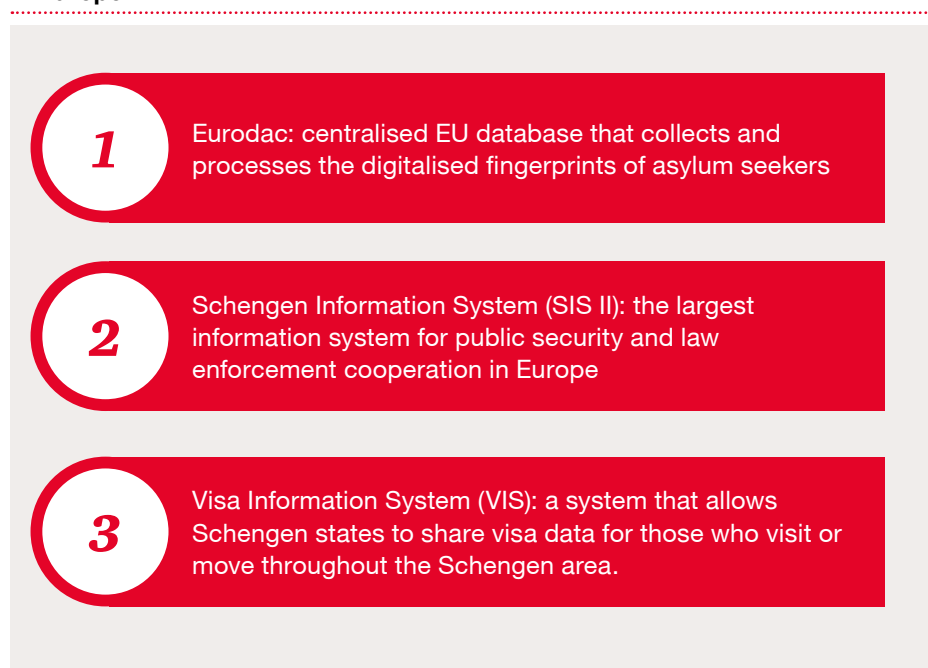 1
Eurodac: centralised EU database that collects and
processes the digitalised fingerprints of asylum seekers
2
Schengen Information System (SIS II): the largest
information system for public security and law
enforcement cooperation in Europe
3
Visa Information System (VIS): a system that allows
Schengen states to share visa data for those who visit or
move throughout the Schengen area.